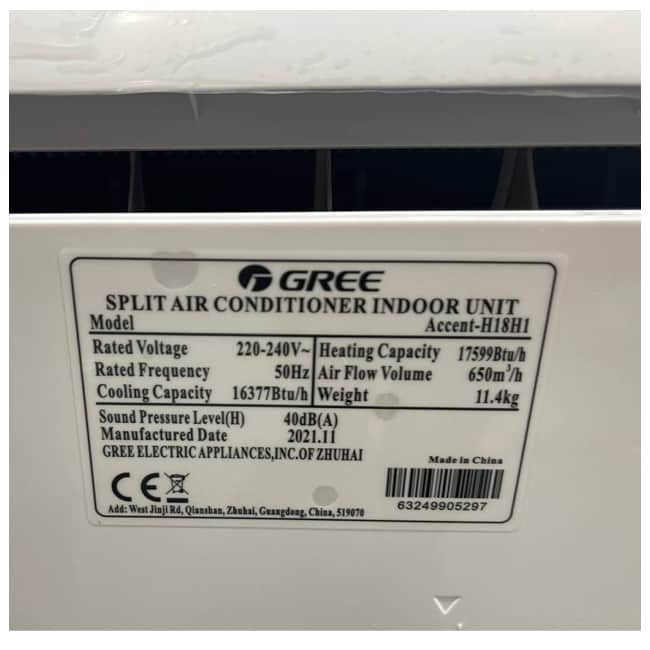 GREE
SPLIT AIR CONDITIONER INDOOR UNIT
Model Accent-H18H1
Rated Voltage 220-240V~ Heating Capacity 17599Btu/h
Rated Frequency 50Hz Air Flow Volume 650m³/h
Cooling Capacity 16377Btu/h Weight 11.4kg
Sound Pressure Level(H) 40dB(A)
Manufactured Date 2021.11
GREE ELECTRIC APPLIANCES,INC.OF ZHUHAI
Made in China
CE
63249905297
Add: West Jinji Rd, Qianshan, Zhuhai, Guangdong, China, 519070